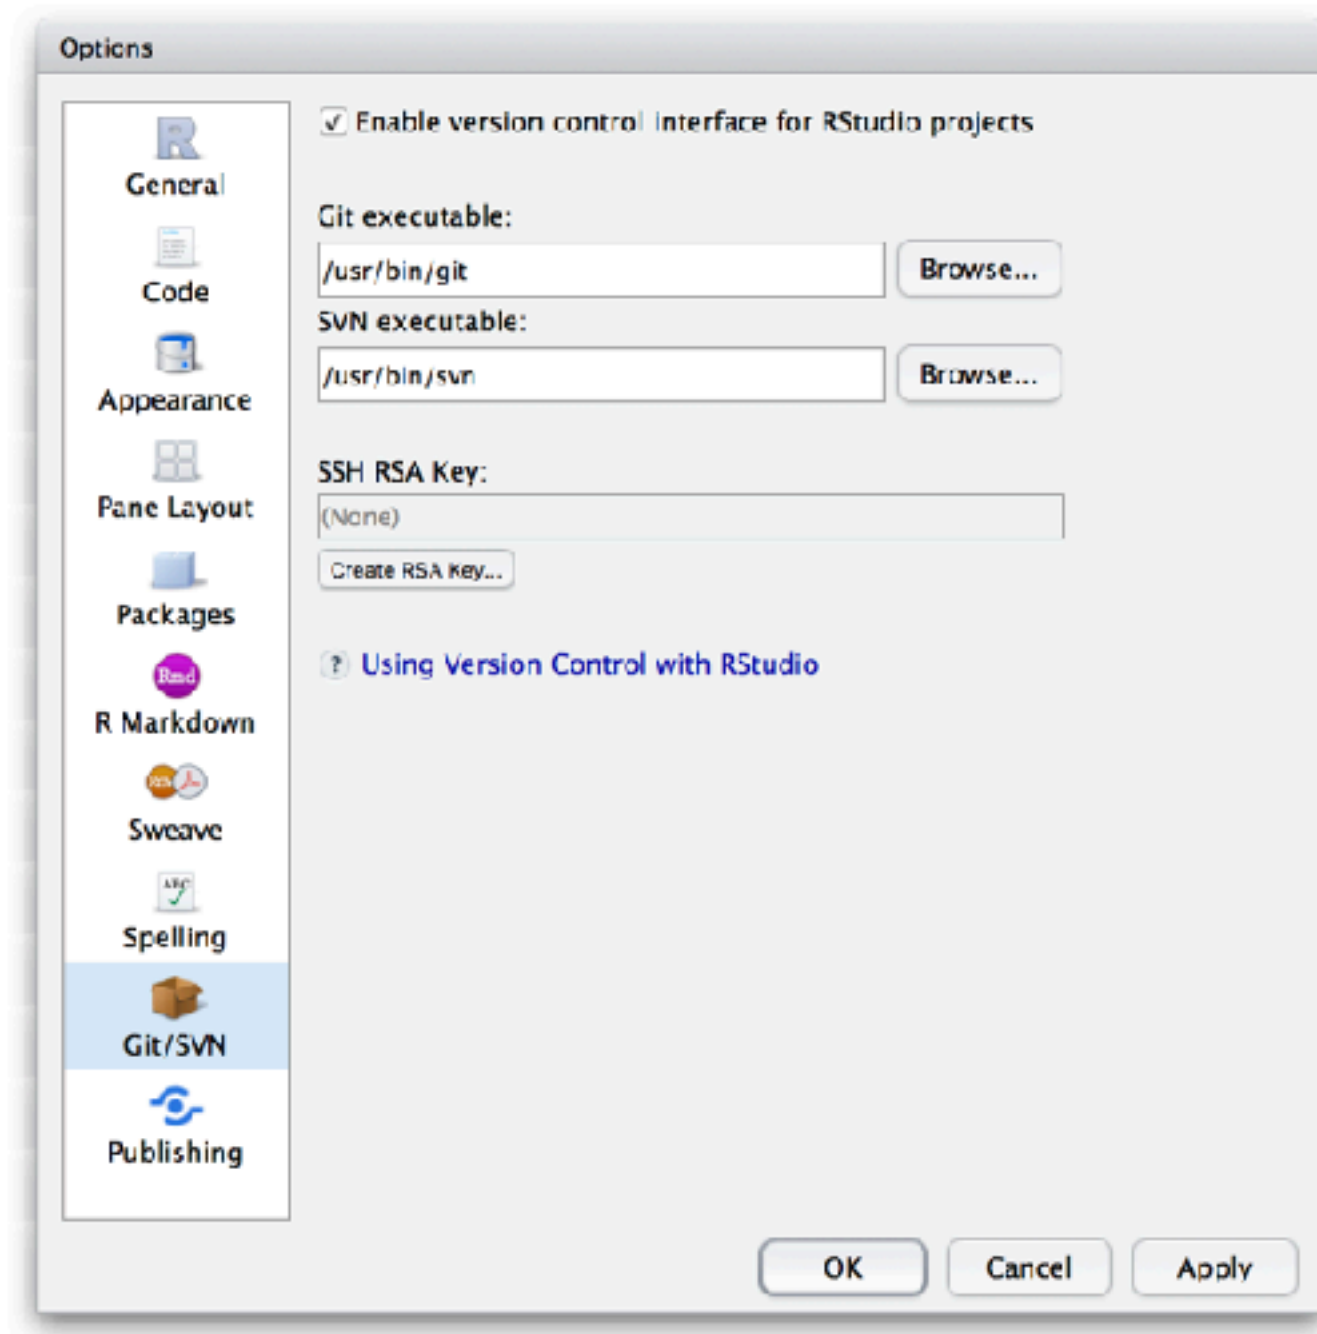 Options
General
Code
Appearance
Pane Layout
Packages
Rmd
R Markdown
Sweave
ABC
Spelling
Git/SVN
Publishing
✓ Enable version control interface for RStudio projects
Git executable:
/usr/bin/git
Browse...
SVN executable:
/usr/bin/svn
Browse...
SSH RSA Key:
(None)
Create RSA Key...
? Using Version Control with RStudio
OK
Cancel
Apply